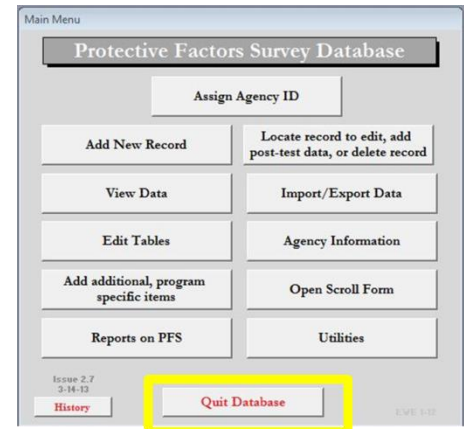 Main Menu
Protective Factors Survey Database
Assign Agency ID
Add New Record
Locate record to edit, add
post-test data, or delete record
View Data
Import/Export Data
Edit Tables
Agency Information
Add additional, program
specific items
Open Scroll Form
Reports on PFS
Utilities
Issue 2.7
3-14-13
History
Quit Database